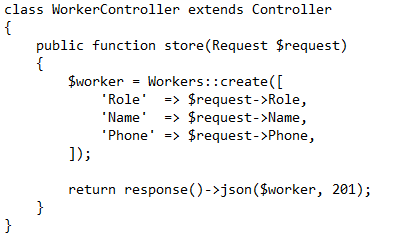 class WorkerController extends Controller
{
    public function store(Request $request)
    {
        $worker = Workers::create([
            'Role'  => $request->Role,
            'Name'  => $request->Name,
            'Phone' => $request->Phone,
        ]);

        return response()->json($worker, 201);
    }
}